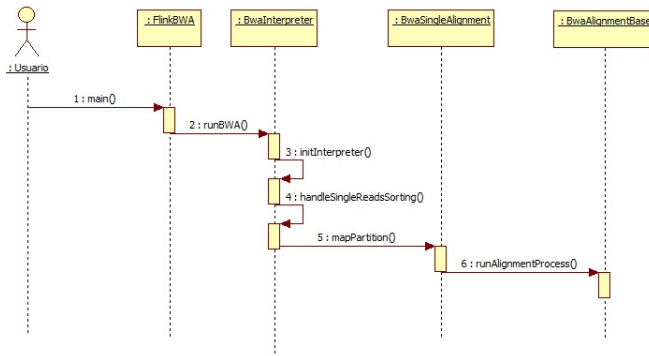 : FlinkBWA
: BwaInterpreter
: BwaSingleAlignment
: BwaAlignmentBase
: Usuario
1 : main()
2 : runBWA()
3 : initInterpreter()
4 : handleSingleReadsSorting()
5 : mapPartition()
6 : runAlignmentProcess()